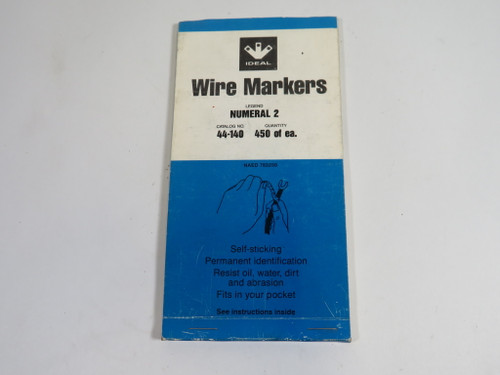 IDEAL
Wire Markers
LEGEND
NUMERAL 2
CATALOG NO. QUANTITY
44-140 450 of ea.
Self-sticking
Permanent identification
Resist oil, water, dirt
and abrasion
Fits in your pocket
See instructions inside